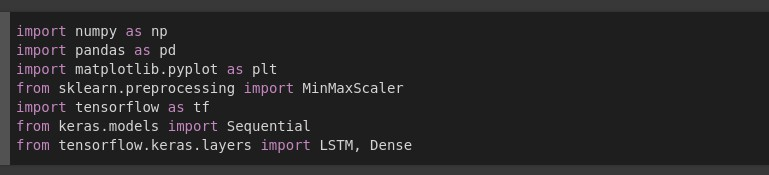 import numpy as np
import pandas as pd
import matplotlib.pyplot as plt
from sklearn.preprocessing import MinMaxScaler
import tensorflow as tf
from keras.models import Sequential
from tensorflow.keras.layers import LSTM, Dense